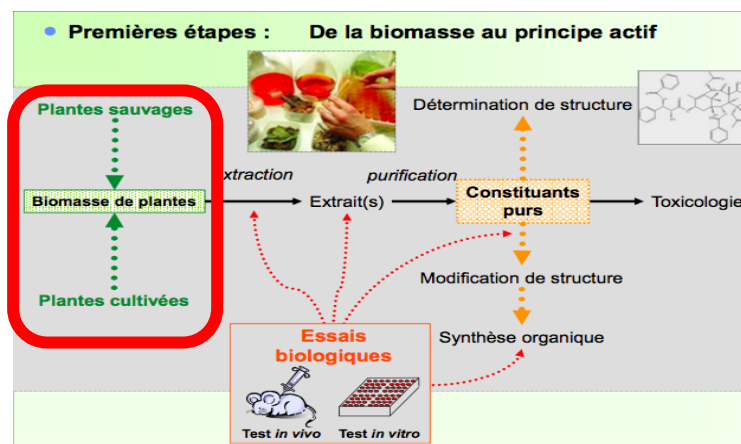 Premières étapes : De la biomasse au principe actif
Plantes sauvages
Détermination de structure
xtraction
purification
Biomasse de plantes
Extrait(s)
Constituants
purs
Toxicologie
Plantes cultivées
Modification de structure
Essais
biologiques
Synthèse organique
Test in vivo
Test in vitro